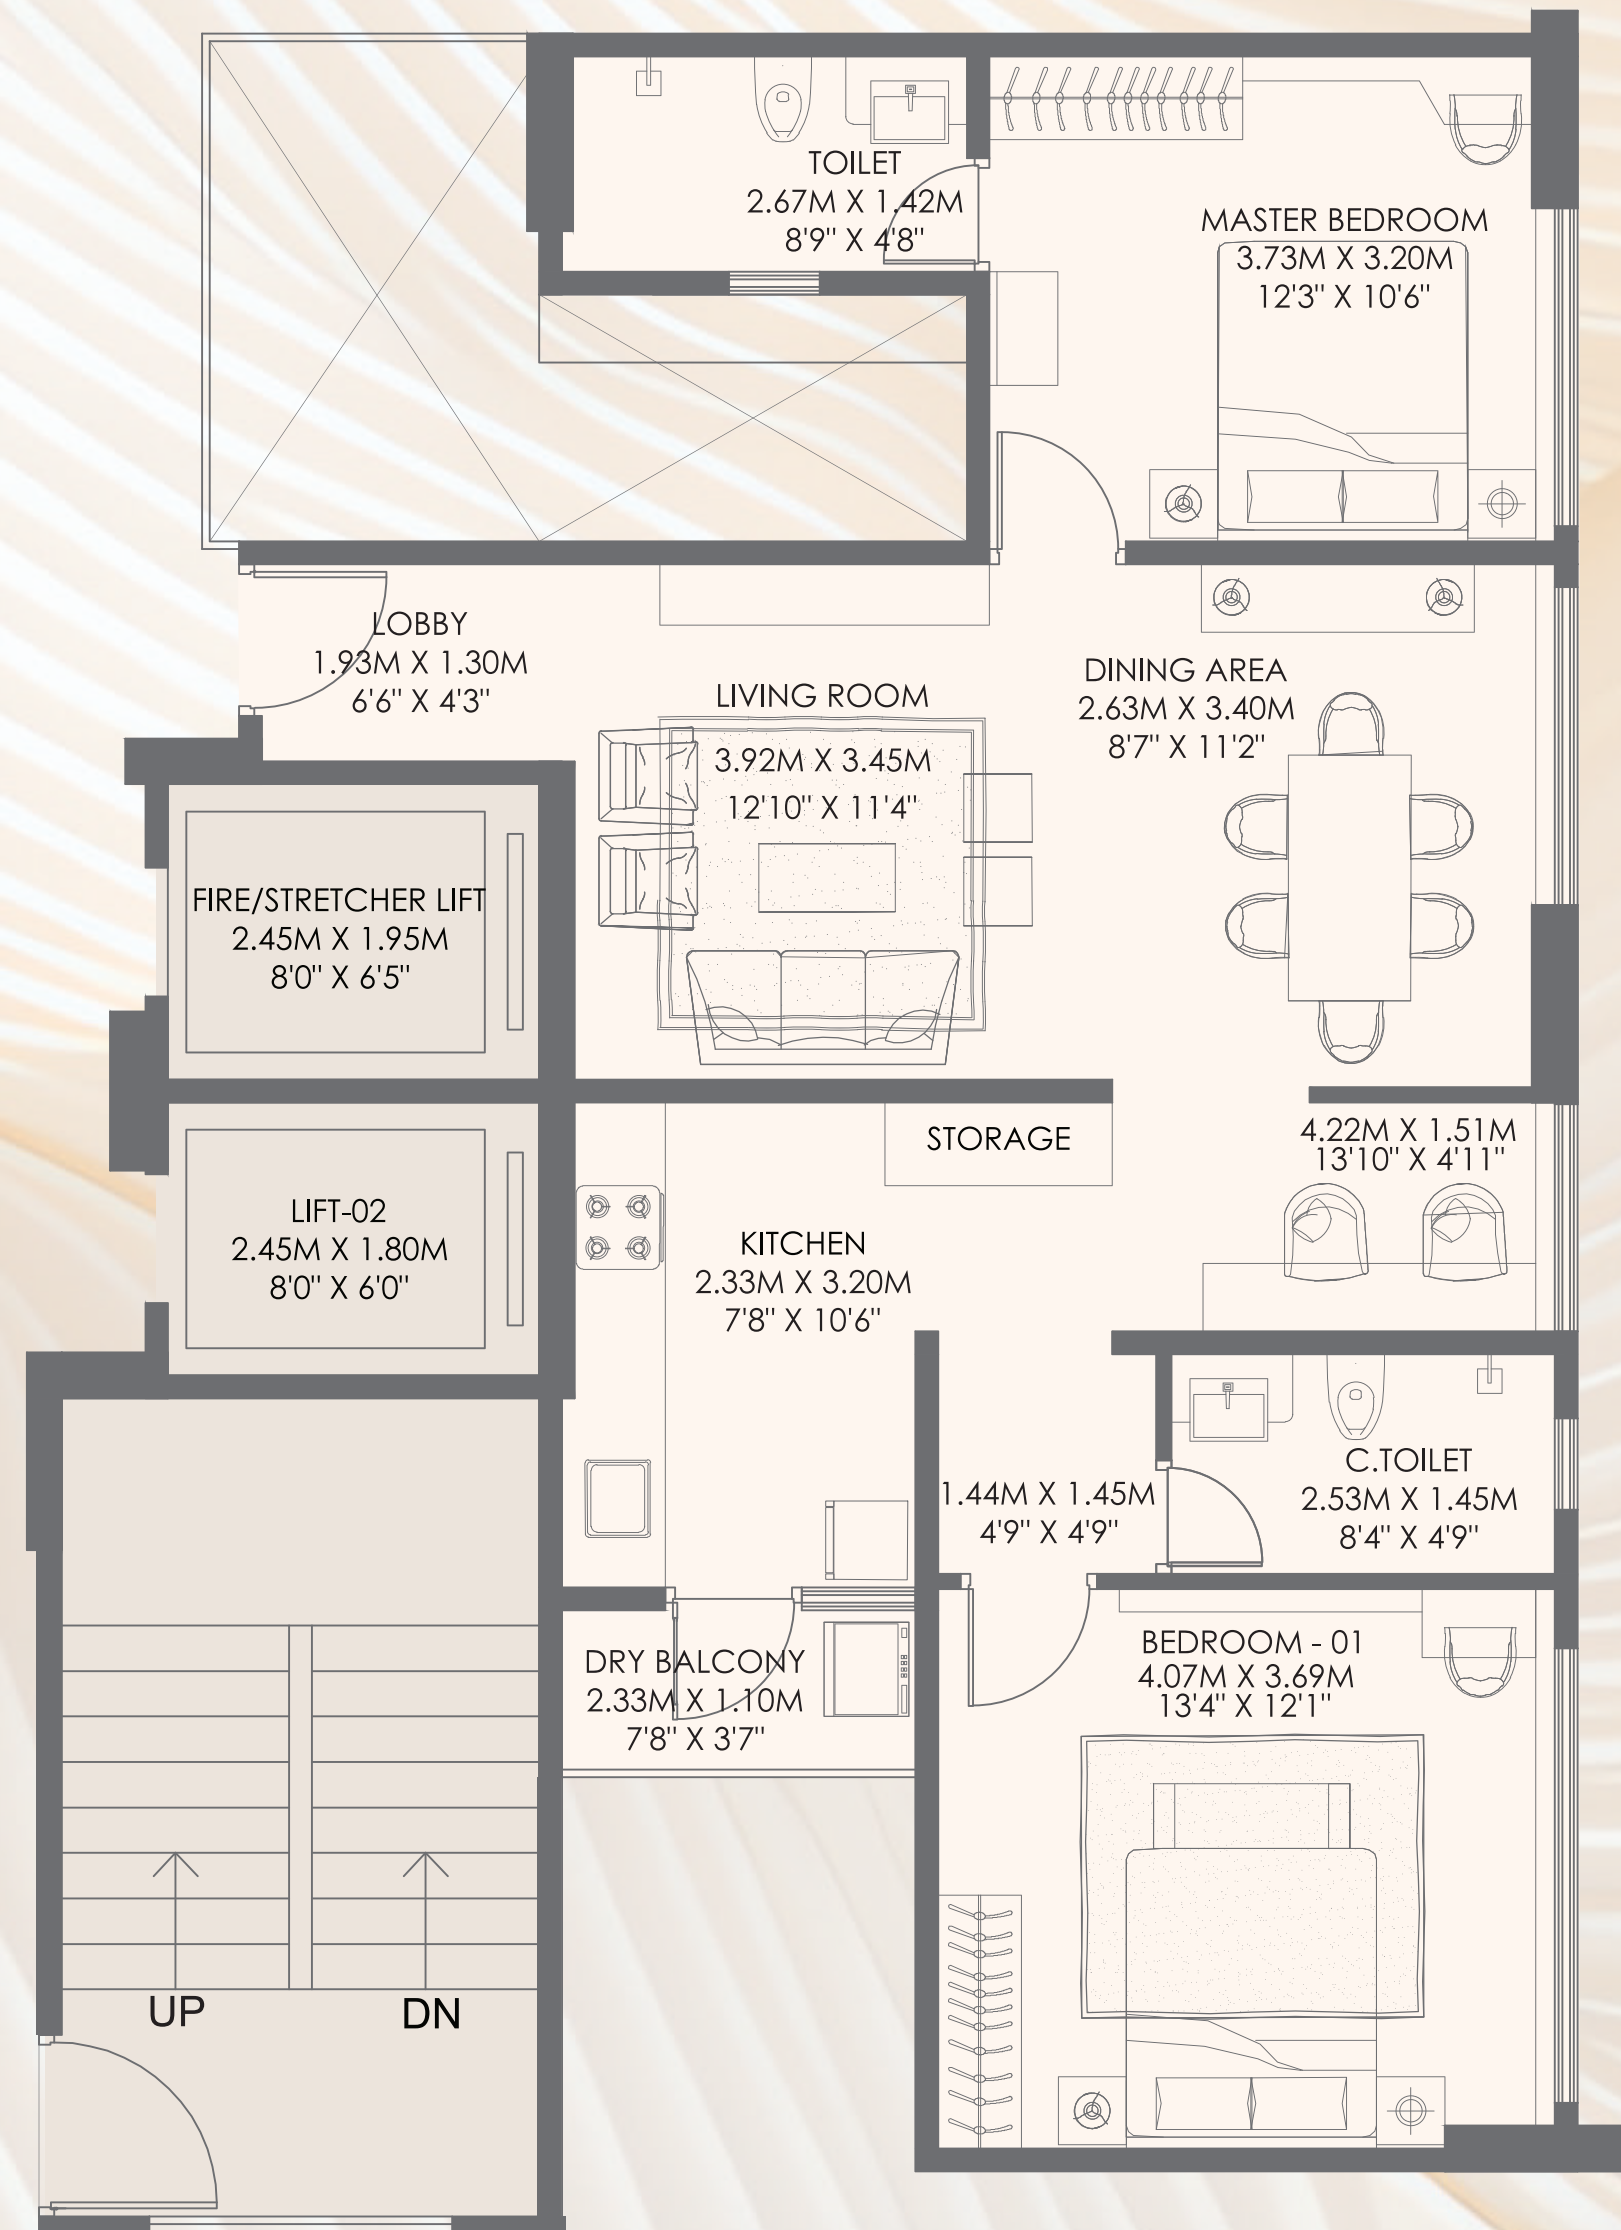 TOILET
2.67M X 1.42M
8'9" X 4'8"
MASTER BEDROOM
3.73M X 3.20M
12'3" X 10'6"
LOBBY
1.93M X 1.30M
6'6" X 4'3"
LIVING ROOM
3.92M X 3.45M
12'10" X 11'4"
DINING AREA
2.63M X 3.40M
8'7" X 11'2"
FIRE/STRETCHER LIFT
2.45M X 1.95M
8'0" X 6'5"
STORAGE
4.22M X 1.51M
13'10" X 4'11"
LIFT-02
2.45M X 1.80M
8'0" X 6'0"
KITCHEN
2.33M X 3.20M
7'8" X 10'6"
C.TOILET
2.53M X 1.45M
8'4" X 4'9"
1.44M X 1.45M
4'9" X 4'9"
DRY BALCONY
2.33M X 1.10M
7'8" X 3'7"
BEDROOM - 01
4.07M X 3.69M
13'4" X 12'1"
UP
DN